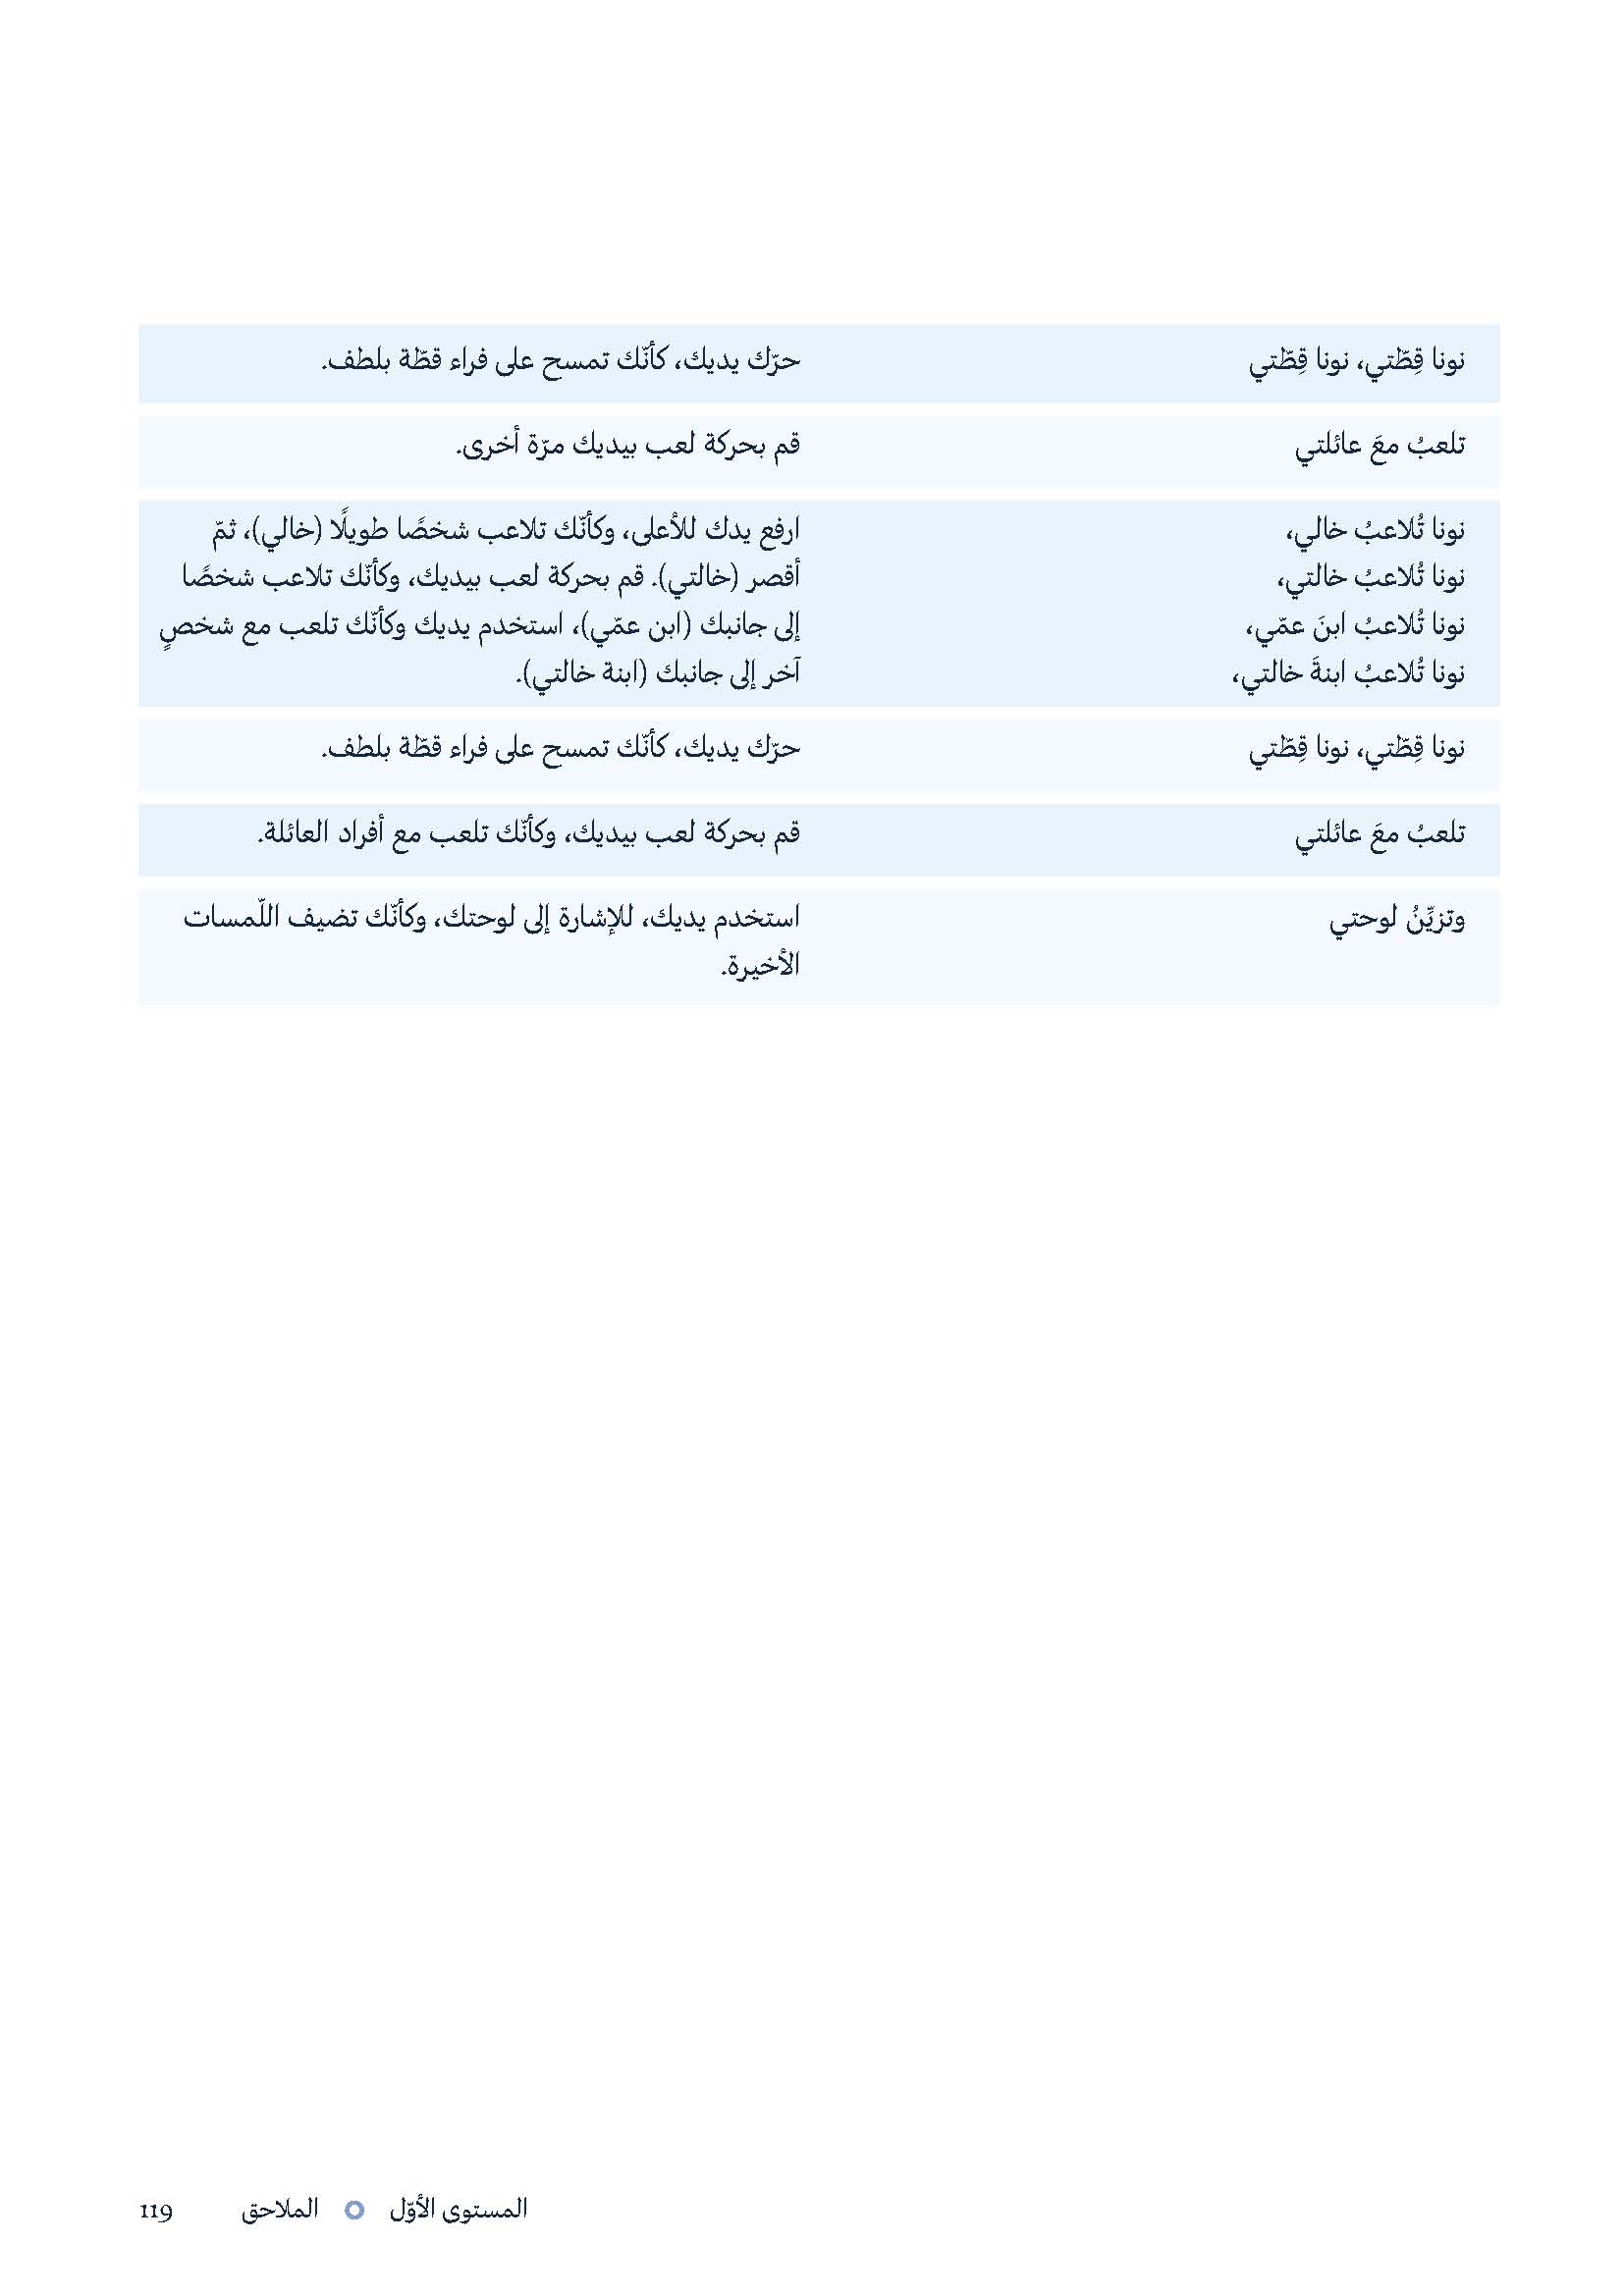 نونا قِطّتي، نونا قِطّتي
حرّك يديك، كأنّك تمسح على فراء قطّة بلطف.
تلعبُ معَ عائلتي
قم بحركة لعب بيديك مرّة أخرى.
نونا تُلاعبُ خالي،
نونا تُلاعبُ خالتي،
نونا تُلاعبُ ابنَ عمّي،
نونا تُلاعبُ ابنةَ خالتي،
ارفع يدك للأعلى، وكأنّك تلاعب شخصًا طويلًا (خالي)، ثمّ
أقصر (خالتي). قم بحركة لعب بيديك، وكأنّك تلاعب شخصًا
إلى جانبك (ابن عمّي)، استخدم يديك وكأنّك تلعب مع شخصٍ
آخر إلى جانبك (ابنة خالتي).
نونا قِطّتي، نونا قِطّتي
حرّك يديك، كأنّك تمسح على فراء قطّة بلطف.
تلعبُ معَ عائلتي
قم بحركة لعب بيديك، وكأنّك تلعب مع أفراد العائلة.
وتزيِّنُ لوحتي
استخدم يديك، للإشارة إلى لوحتك، وكأنّك تضيف اللّمسات
الأخيرة.
المستوى الأوّل الملاحق 119